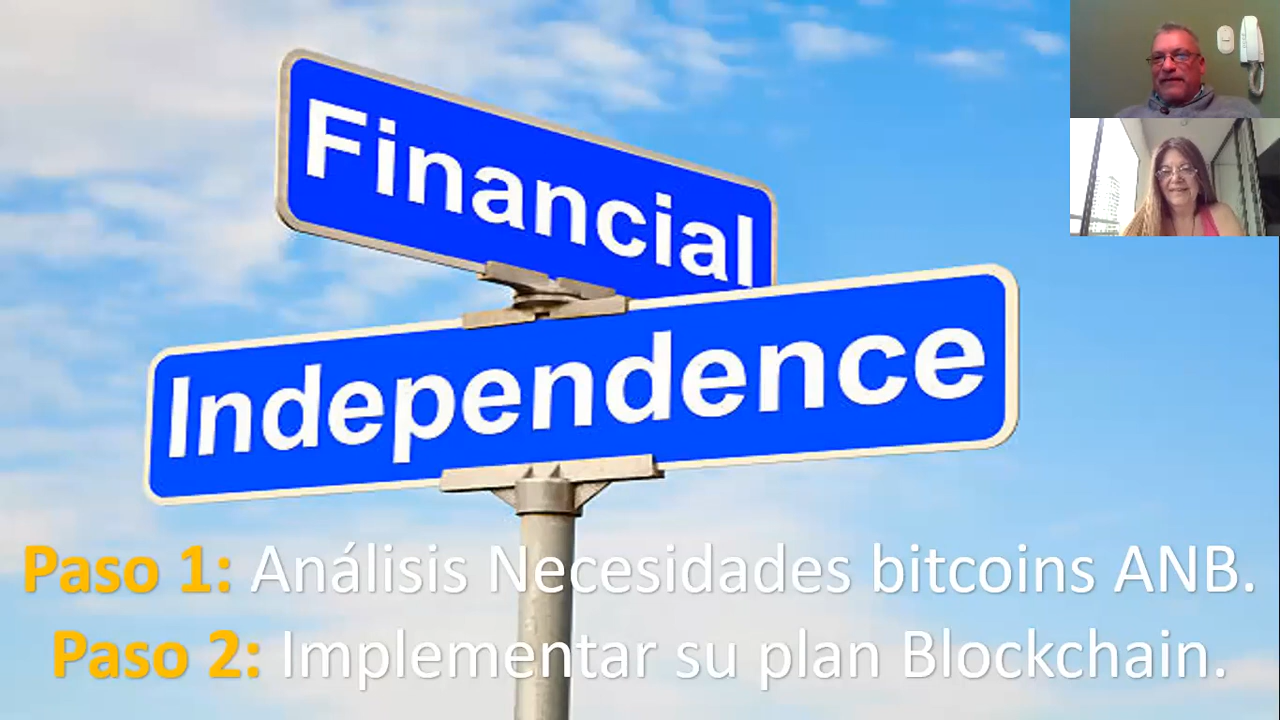 Financial
Independence
Paso 1: Análisis Necesidades bitcoins ANB.
Paso 2: Implementar su plan Blockchain.